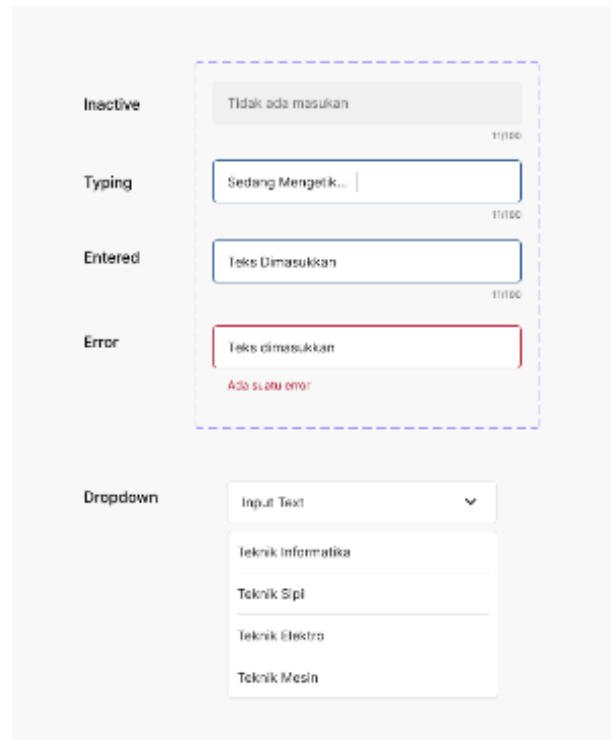 Inactive
Tidak ada masukan
11/100
Typing
Sedang Mengetik...
11/100
Entered
Teks Dimasukkan
11/100
Error
Teks dimasukkan
Ada suatu error
Dropdown
Input Text
Teknik Informatika
Teknik Sipil
Teknik Elektro
Teknik Mesin